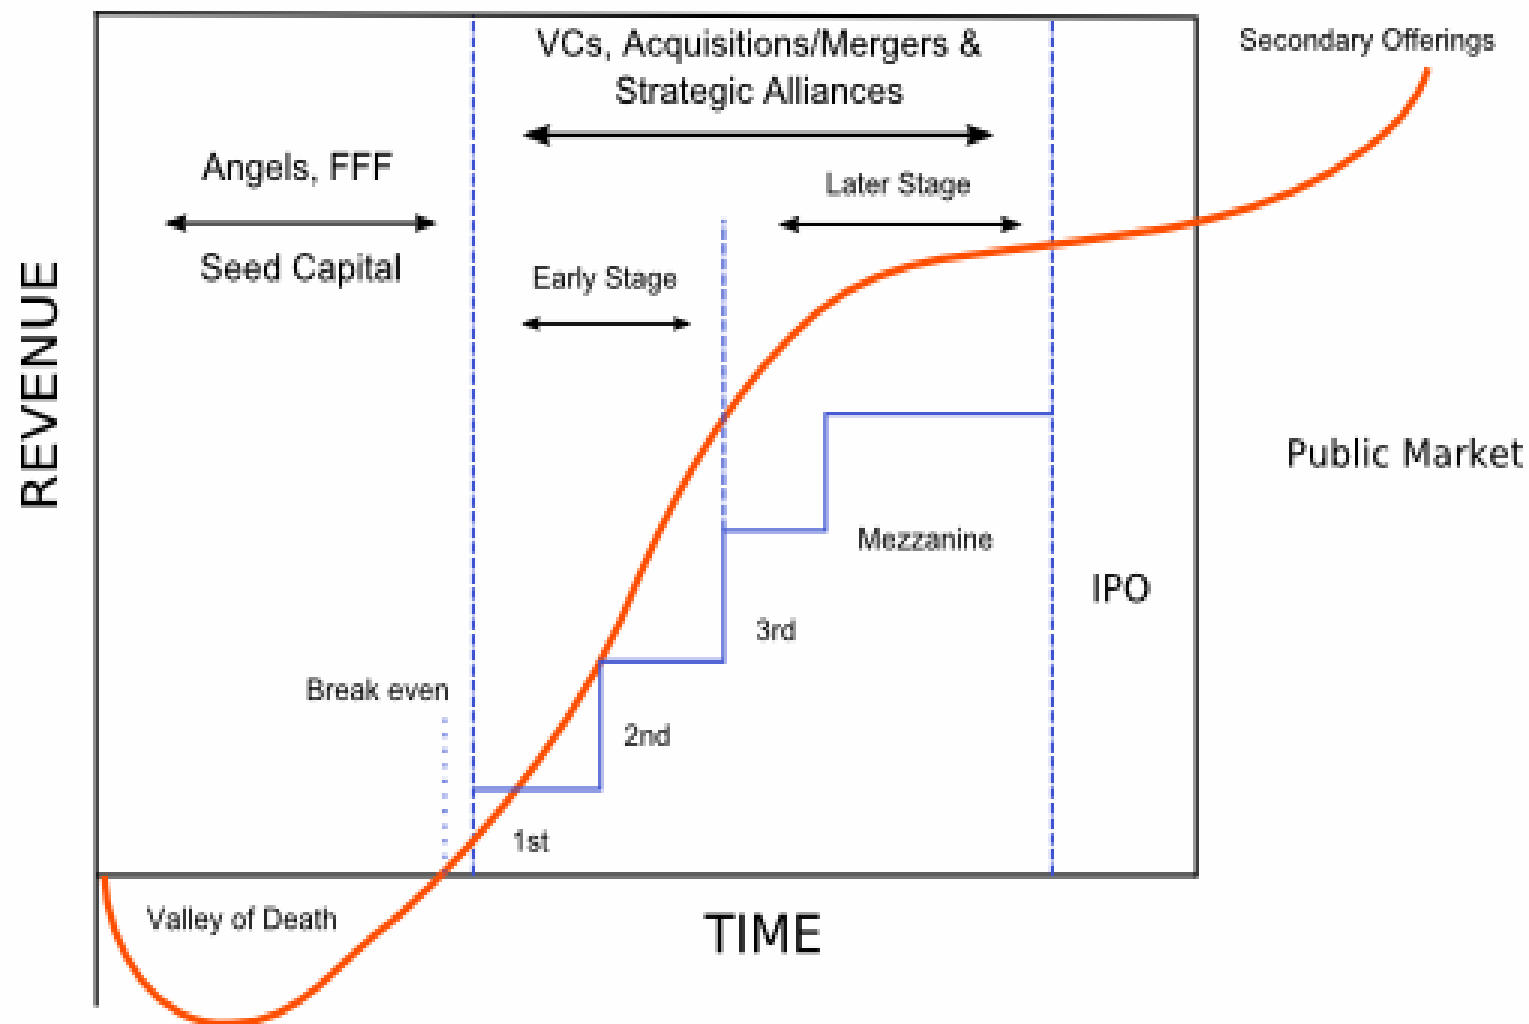 Secondary Offerings
VCs, Acquisitions/Mergers &
Strategic Alliances
Angels, FFF
Later Stage
Seed Capital
Early Stage
REVENUE
Public Market
Mezzanine
IPO
3rd
Break even
2nd
1st
Valley of Death
TIME